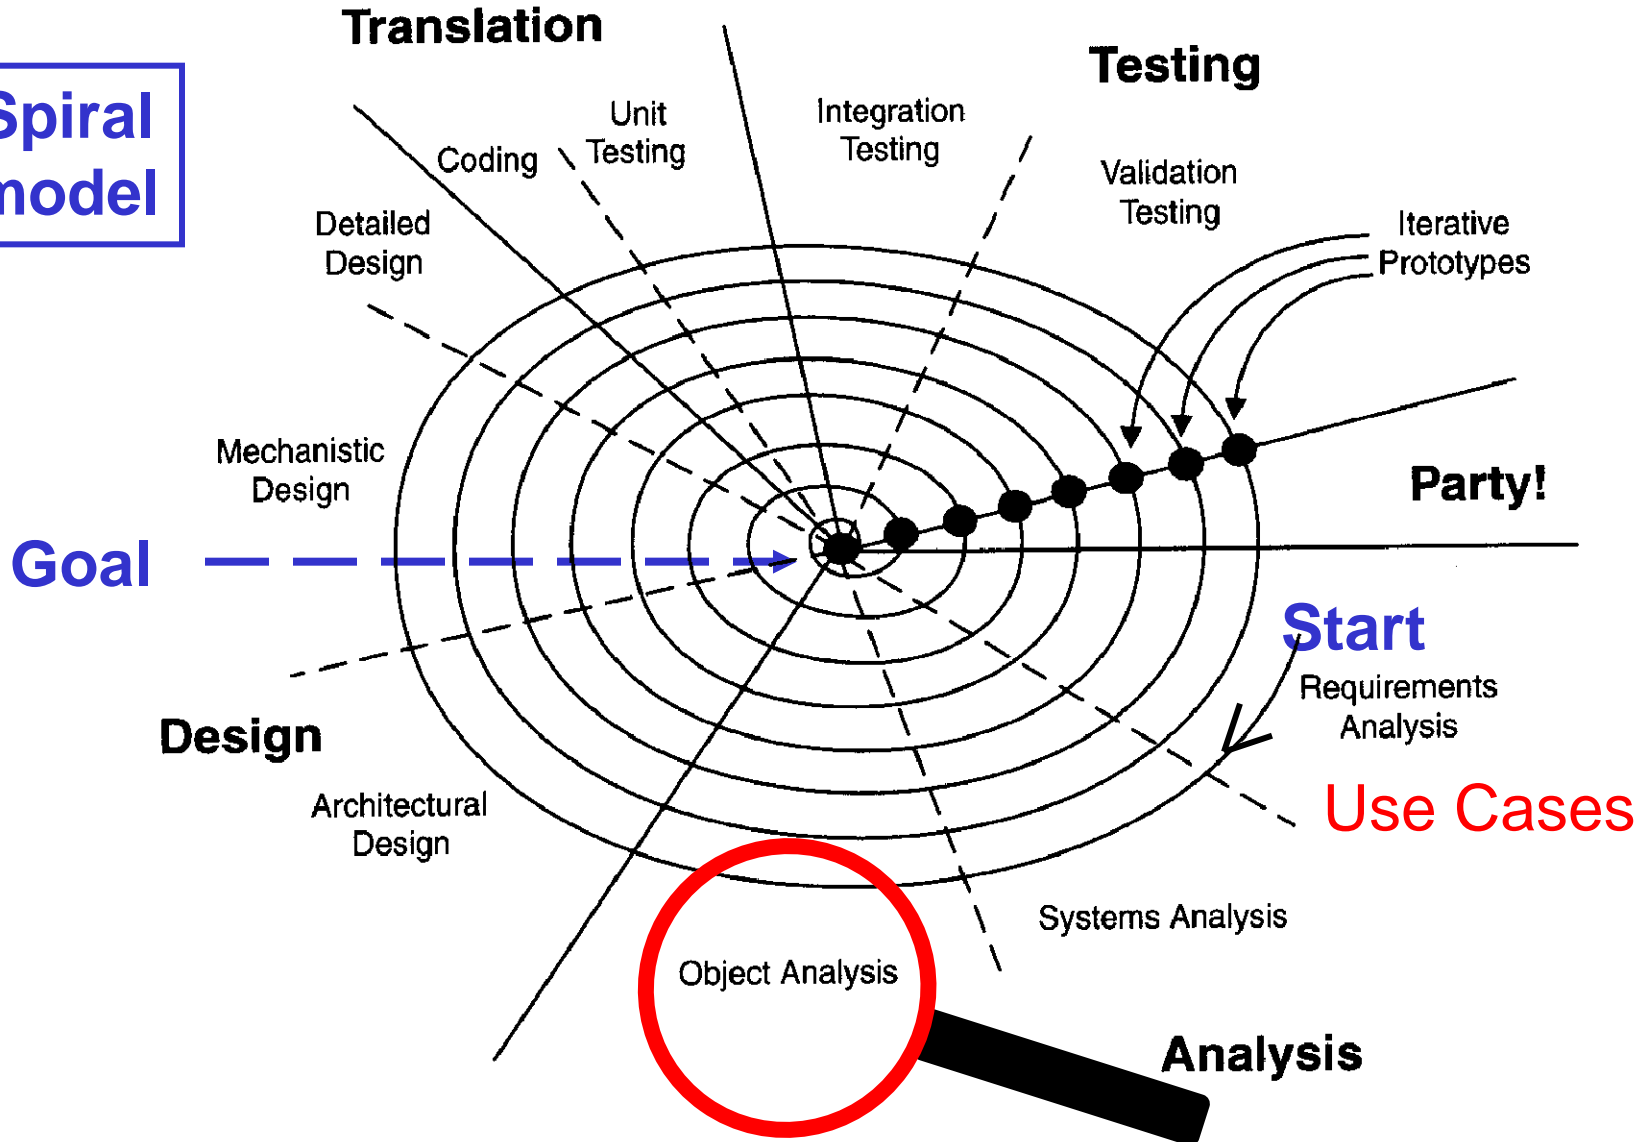 Translation
Testing
Spiral
model
Unit
Testing
Integration
Testing
Coding
Validation
Testing
Detailed
Design
Iterative
Prototypes
Mechanistic
Design
Party!
Goal
Start
Requirements
Analysis
Design
Use Cases
Architectural
Design
Systems Analysis
Object Analysis
Analysis